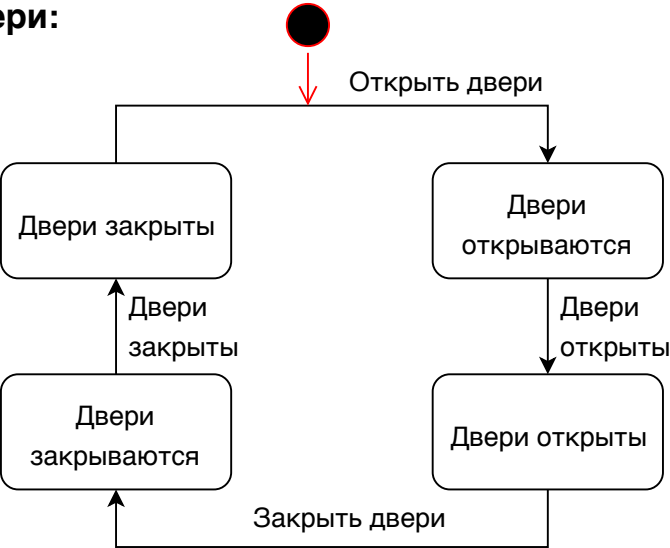 ери:
Открыть двери
Двери закрыты
Двери
открываются
Двери
закрыты
Двери
открыты
Двери
закрываются
Двери открыты
Закрыть двери